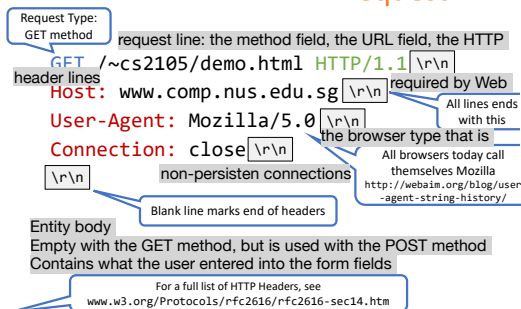 Request Type:
GET method
request line: the method field, the URL field, the HTTP
GET /~cs2105/demo.html HTTP/1.1 \r\n
header lines
Host: www.comp.nus.edu.sg \r\n
required by Web
All lines ends
with this
User-Agent: Mozilla/5.0 \r\n
the browser type that is
Connection: close \r\n
All browsers today call
themselves Mozilla
http://webaim.org/blog/user
-agent-string-history/
\r\n
non-persisten connections
Blank line marks end of headers
Entity body
Empty with the GET method, but is used with the POST method
Contains what the user entered into the form fields
For a full list of HTTP Headers, see
www.w3.org/Protocols/rfc2616/rfc2616-sec14.htm